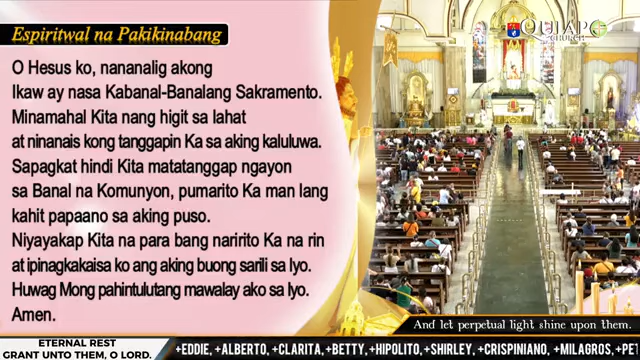 Espiritwal na Pakikinabang
QUIAPO
CHURCH
O Hesus ko, nananalig akong
Ikaw ay nasa Kabanal-Banalang Sakramento.
Minamahal Kita nang higit sa lahat
at ninanais kong tanggapin Ka sa aking kaluluwa.
Sapagkat hindi Kita matatanggap ngayon
sa Banal na Komunyon, pumarito Ka man lang
kahit papaano sa aking puso.
Niyayakap Kita na para bang naririto Ka na rin
at ipinagkakaisa ko ang aking buong sarili sa Iyo.
Huwag Mong pahintulutang mawalay ako sa Iyo.
Amen.
And let perpetual light shine upon them.
ETERNAL REST
GRANT UNTO THEM, O LORD.
+EDDIE, +ALBERTO, +CLARITA, +BETTY, +HIPOLITO, +SHIRLEY, +CRISPINIANO, +MILAGROS, +PE